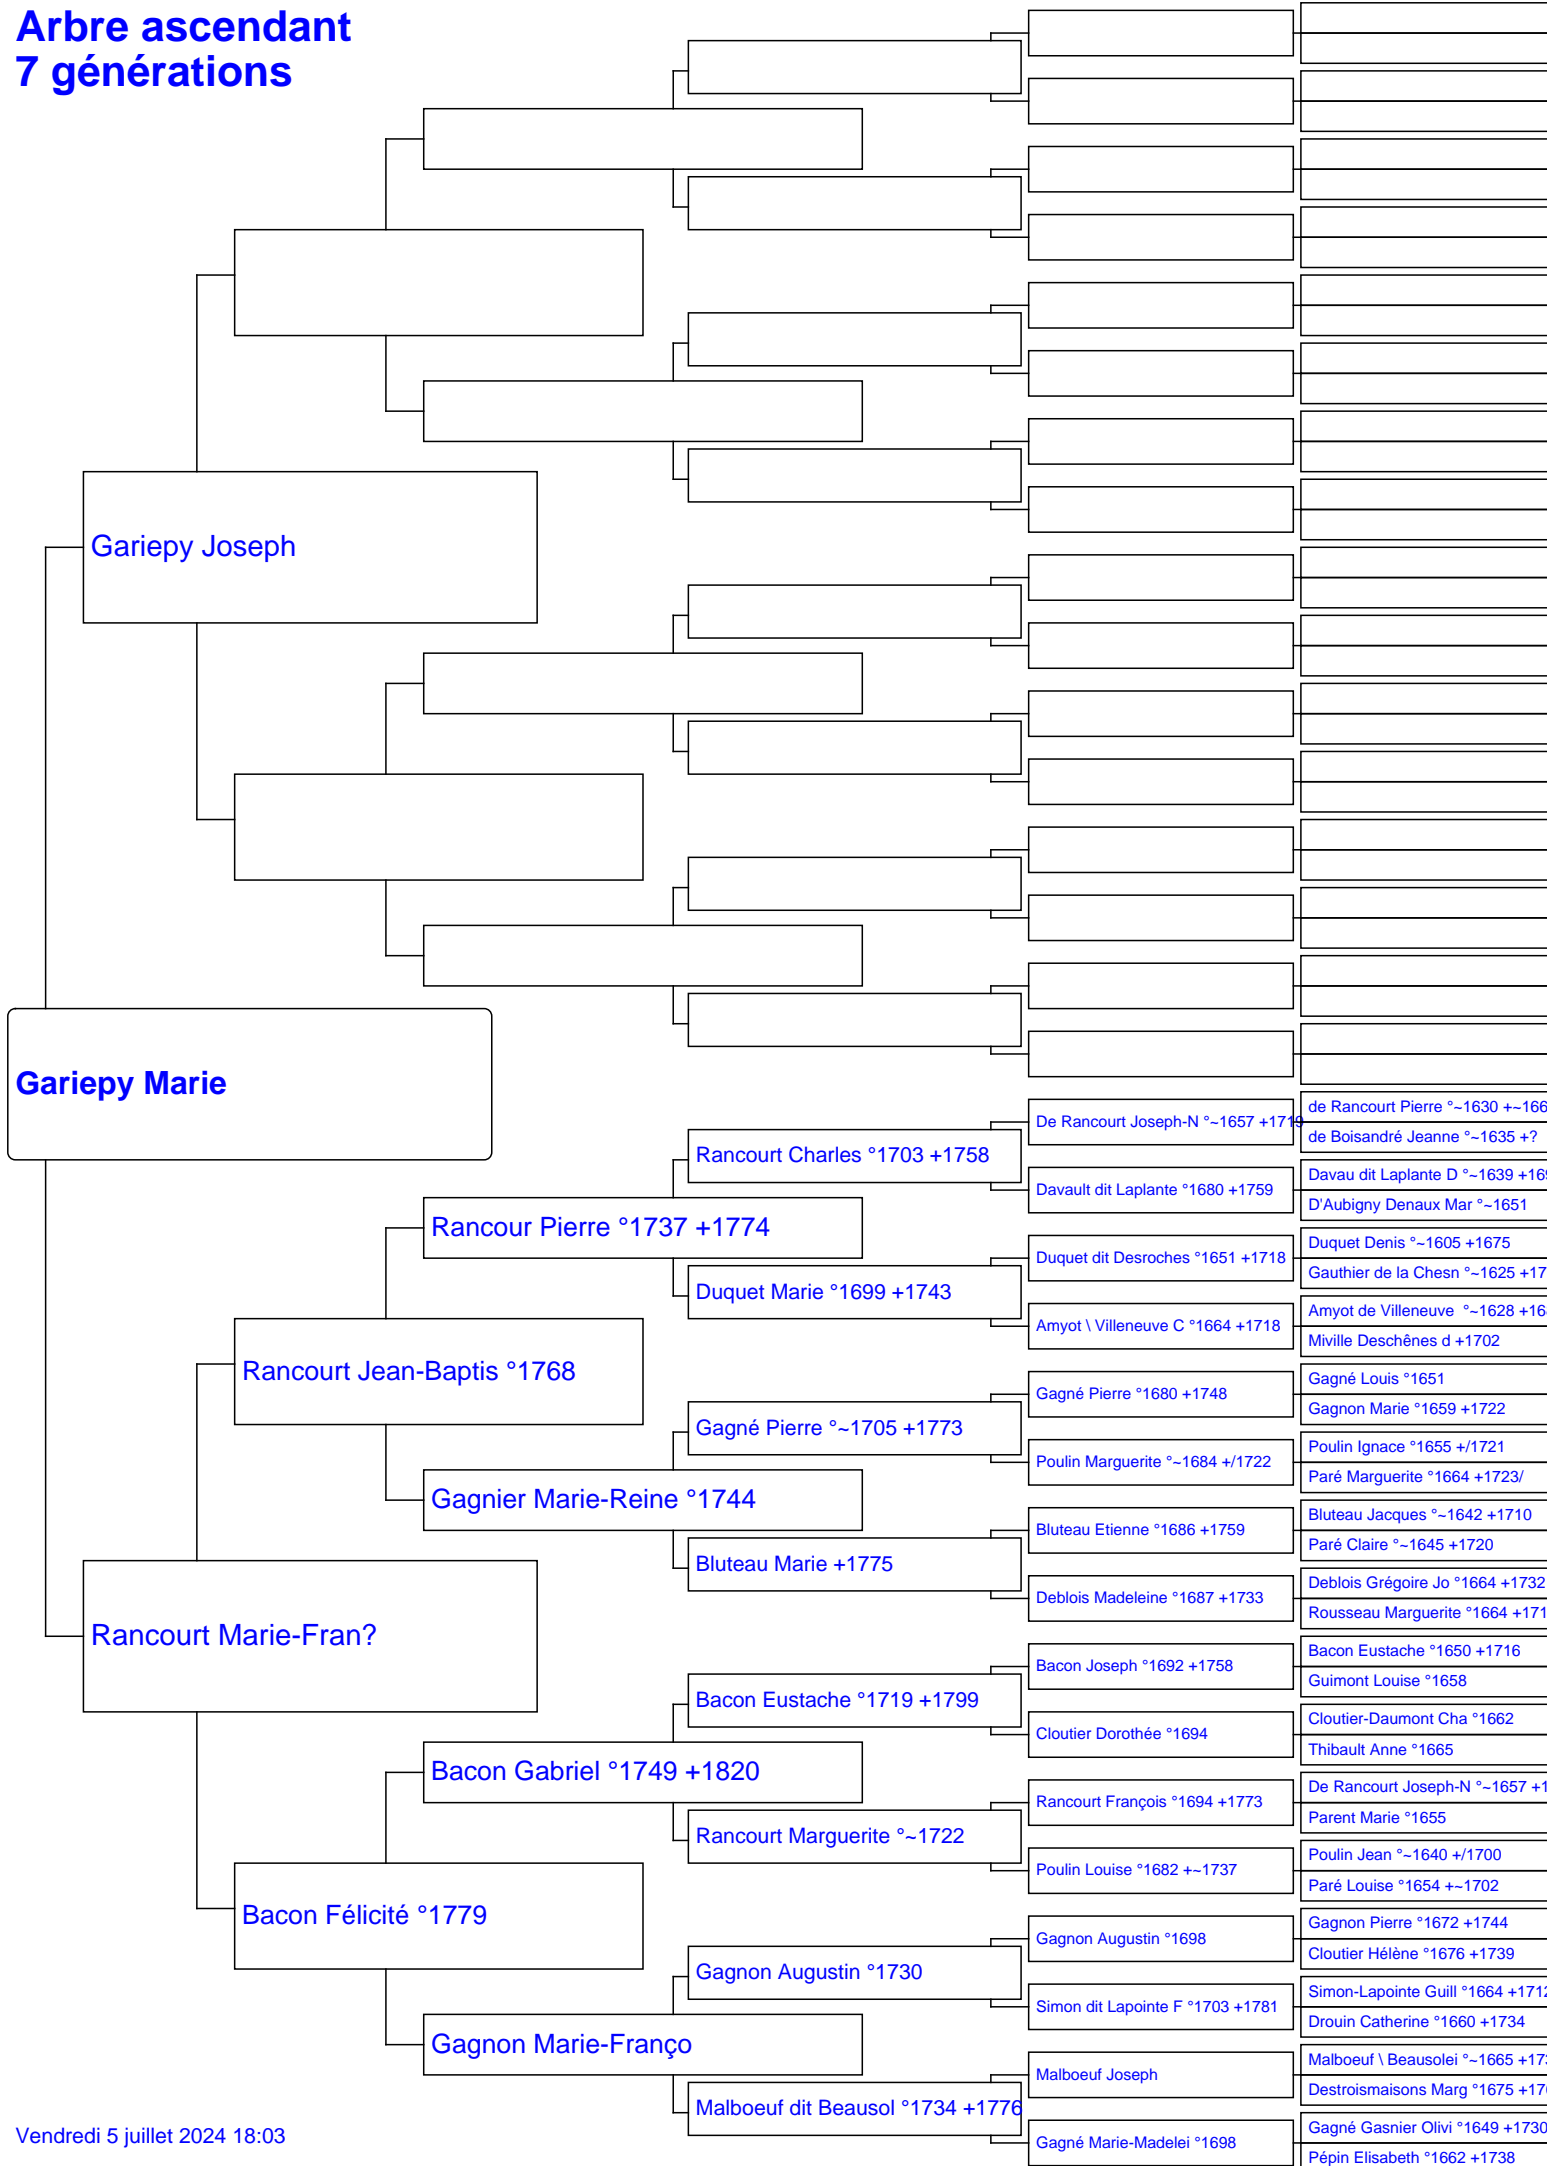 Arbre ascendant
7 générations
Gariepy Joseph
Gariepy Marie
de Rancourt Pierre °~1630 +~166
De Rancourt Joseph-N °~1657 +1719
de Boisandré Jeanne °~1635 +?
Rancourt Charles °1703 +1758
Davau dit Laplante D °~1639 +169
Davault dit Laplante °1680 +1759
D'Aubigny Denaux Mar °~1651
Rancour Pierre °1737 +1774
Duquet Denis °~1605 +1675
Duquet dit Desroches °1651 +1718
Gauthier de la Chesn °~1625 +17
Duquet Marie °1699 +1743
Amyot de Villeneuve  °~1628 +168
Amyot \ Villeneuve C °1664 +1718
Miville Deschênes d +1702
Rancourt Jean-Baptis °1768
Gagné Louis °1651
Gagné Pierre °1680 +1748
Gagnon Marie °1659 +1722
Gagné Pierre °~1705 +1773
Poulin Ignace °1655 +/1721
Poulin Marguerite °~1684 +/1722
Paré Marguerite °1664 +1723/
Gagnier Marie-Reine °1744
Bluteau Jacques °~1642 +1710
Bluteau Etienne °1686 +1759
Paré Claire °~1645 +1720
Bluteau Marie +1775
Deblois Grégoire Jo °1664 +1732
Deblois Madeleine °1687 +1733
Rousseau Marguerite °1664 +171
Rancourt Marie-Fran?
Bacon Eustache °1650 +1716
Bacon Joseph °1692 +1758
Guimont Louise °1658
Bacon Eustache °1719 +1799
Cloutier-Daumont Cha °1662
Cloutier Dorothée °1694
Thibault Anne °1665
Bacon Gabriel °1749 +1820
De Rancourt Joseph-N °~1657 +1
Rancourt François °1694 +1773
Parent Marie °1655
Rancourt Marguerite °~1722
Poulin Jean °~1640 +/1700
Poulin Louise °1682 +~1737
Paré Louise °1654 +~1702
Bacon Félicité °1779
Gagnon Pierre °1672 +1744
Gagnon Augustin °1698
Cloutier Hélène °1676 +1739
Gagnon Augustin °1730
Simon-Lapointe Guill °1664 +1712
Simon dit Lapointe F °1703 +1781
Drouin Catherine °1660 +1734
Gagnon Marie-Franço
Malboeuf \ Beausolei °~1665 +173
Malboeuf Joseph
Destroismaisons Marg °1675 +170
Malboeuf dit Beausol °1734 +1776
Gagné Gasnier Olivi °1649 +1730
Gagné Marie-Madelei °1698
Pépin Elisabeth °1662 +1738
Vendredi 5 juillet 2024 18:03